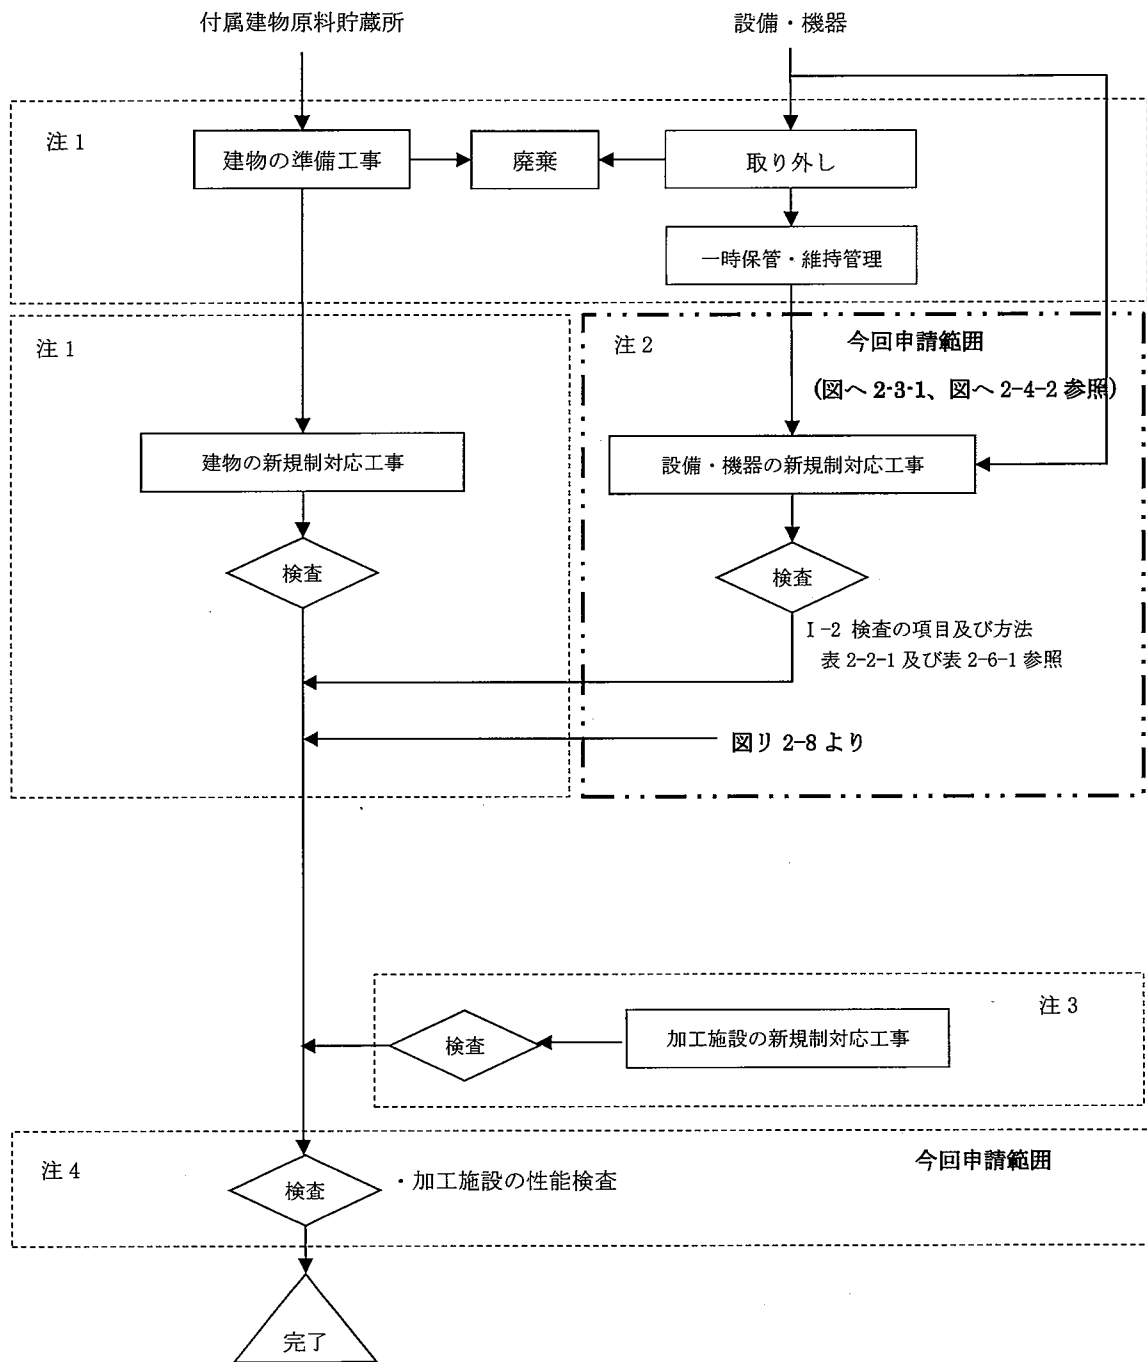 付属建物原料貯蔵所
設備・機器
注 1
建物の準備工事
廃棄
取り外し
一時保管・維持管理
注 1
注 2
今回申請範囲
(図ヘ 2-3-1、図ヘ 2-4-2 参照)
建物の新規制対応工事
設備・機器の新規制対応工事
検査
検査
Ⅰ-2 検査の項目及び方法
表 2-2-1 及び表 2-6-1 参照
図リ 2-8 より
注 3
検査
加工施設の新規制対応工事
注 4
今回申請範囲
検査
・加工施設の性能検査
完了